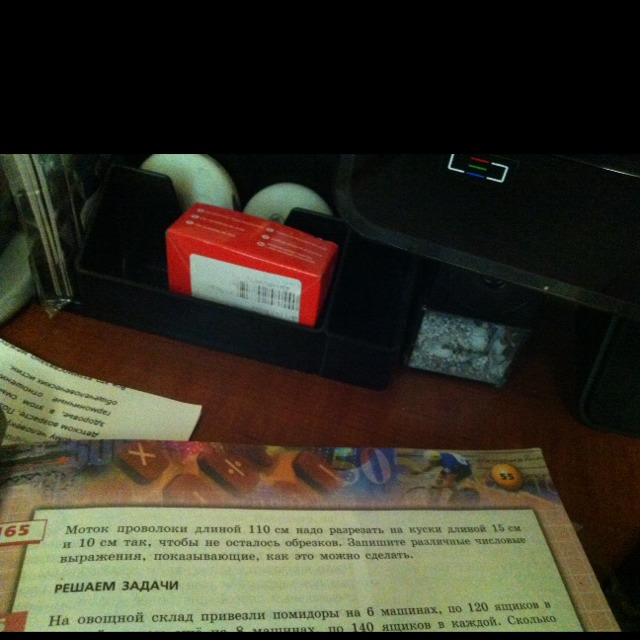 55
165
Моток проволоки длиной 110 см надо разрезать на куски длиной 15 см
и 10 см так, чтобы не осталось обрезков. Запишите различные числовые
выражения, показывающие, как это можно сделать.
РЕШАЕМ ЗАДАЧИ
На овощной склад привезли помидоры на 6 машинах, по 120 ящиков в
на 8 машинах, по 140 ящиков в каждой. Сколько